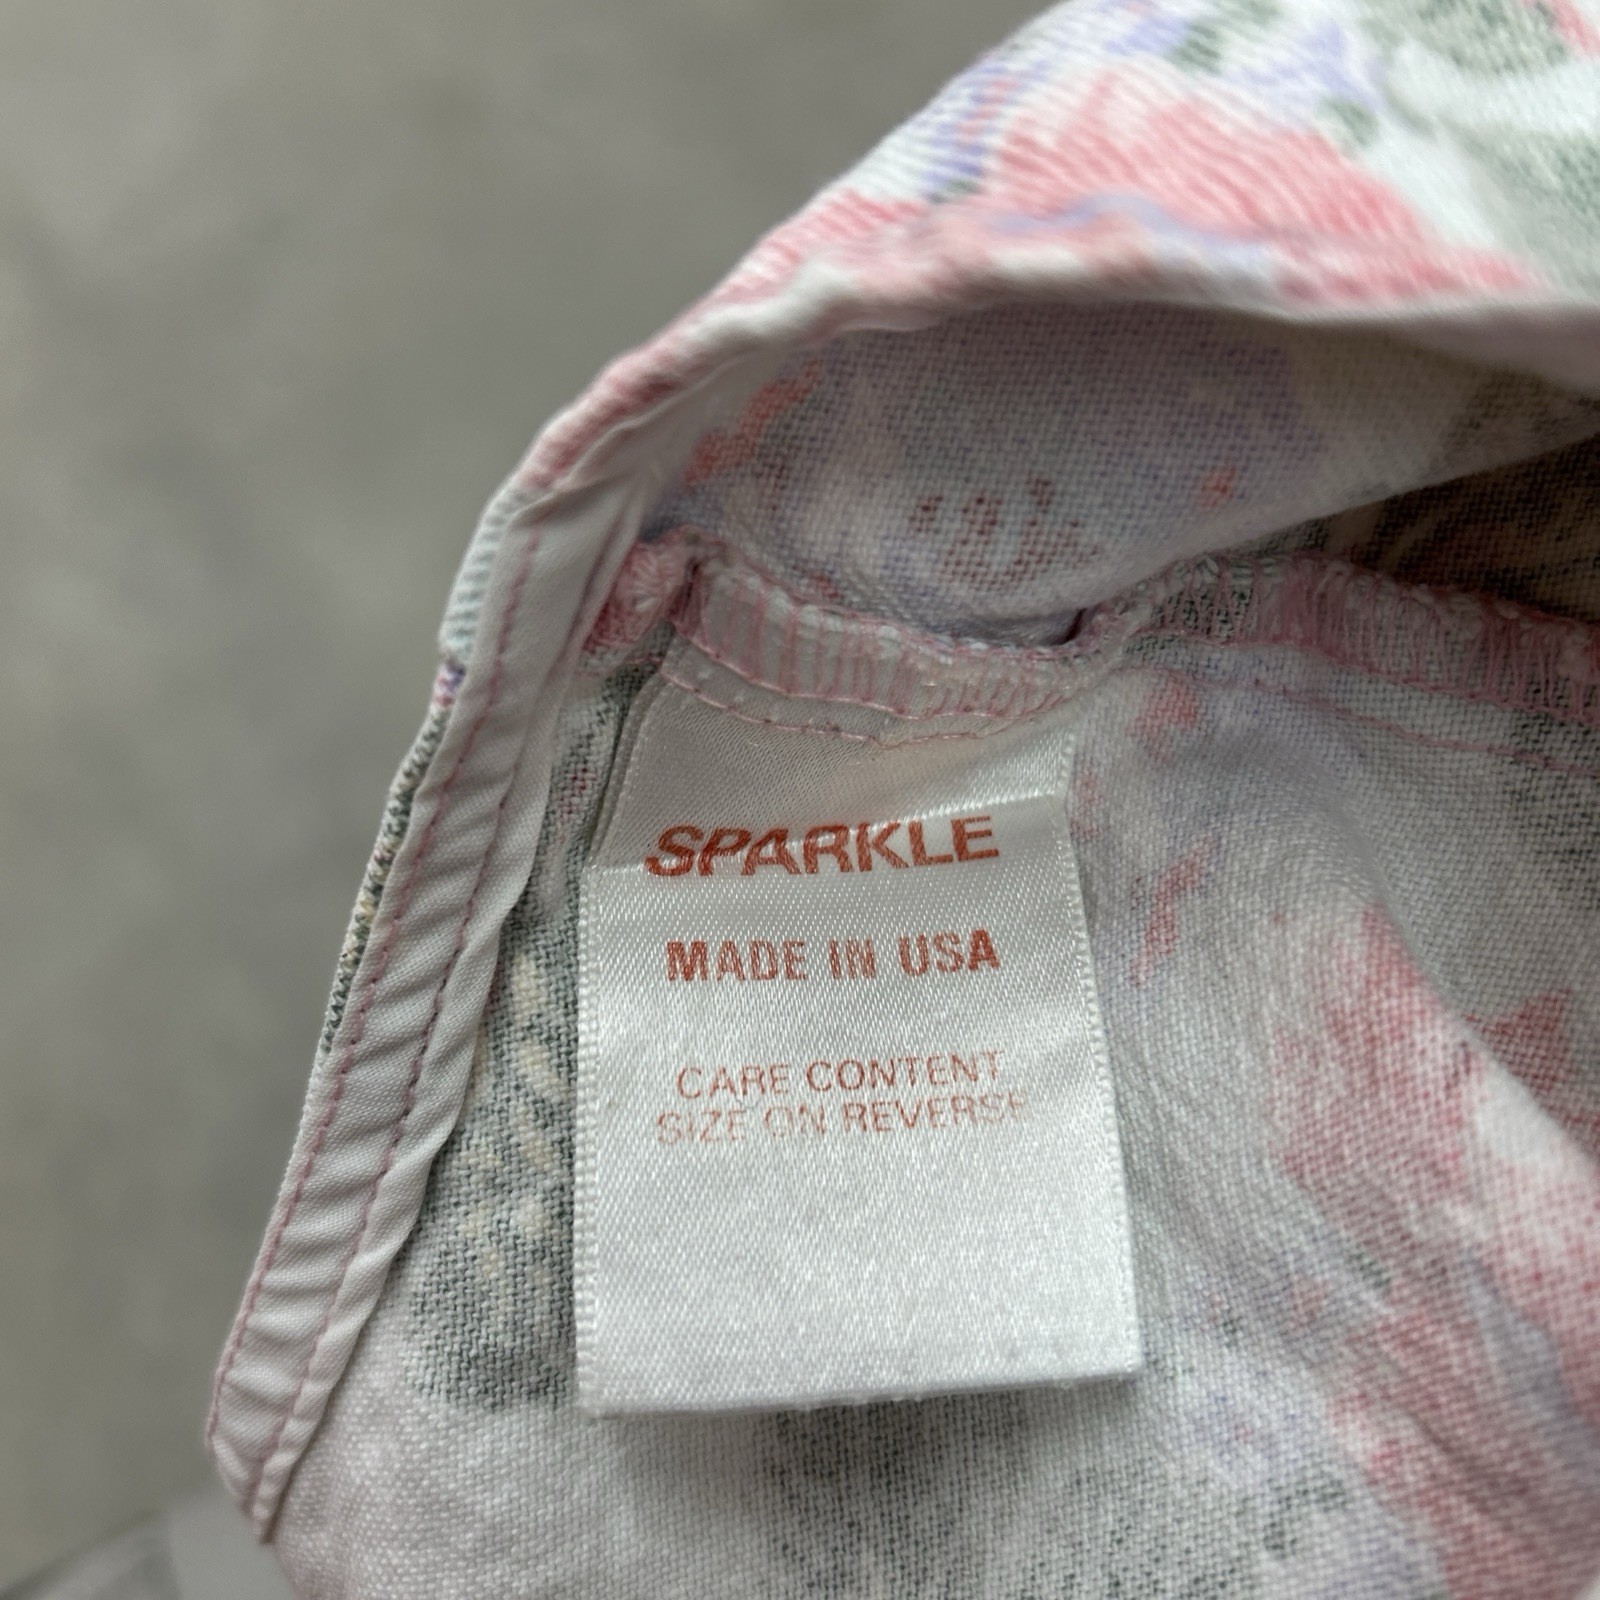 SPARKLE
MADE IN USA
CARE CONTENT
SIZE ON REVERSE